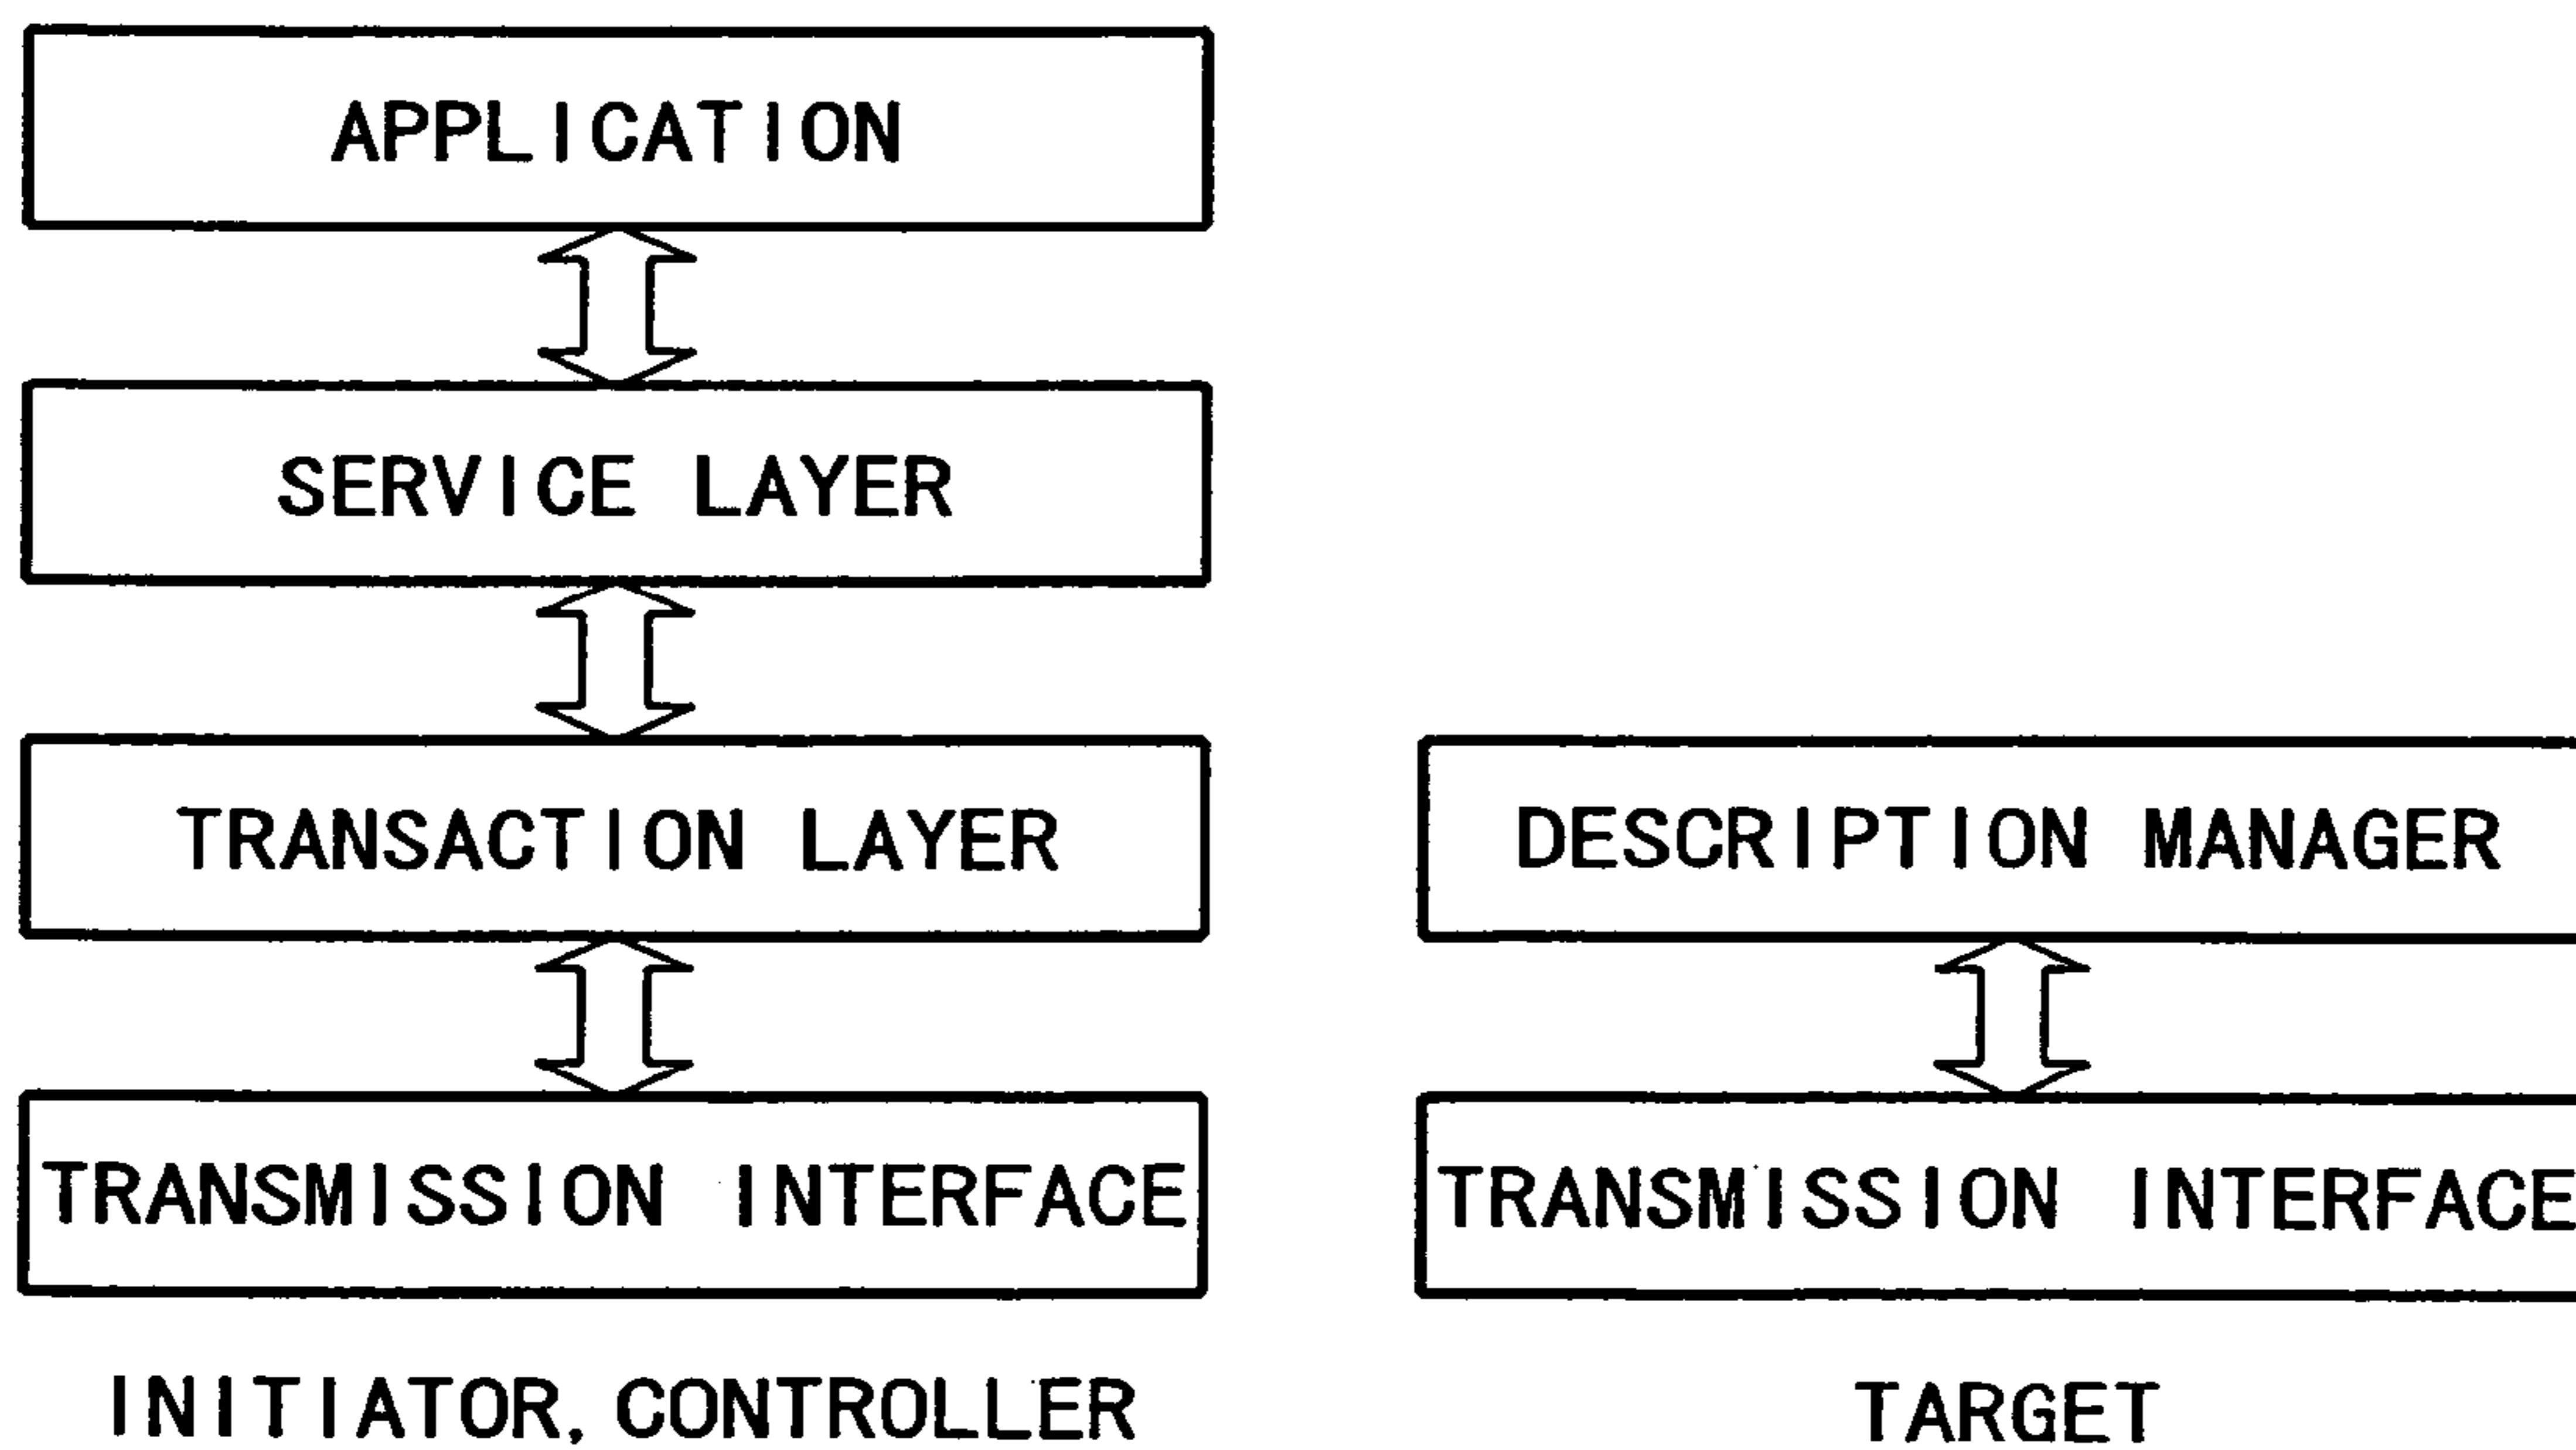 APPLICATION
SERVICE LAYER
TRANSACTION LAYER
TRANSMISSION INTERFACE
INITIATOR, CONTROLLER
DESCRIPTION MANAGER
TRANSMISSION INTERFACE
TARGET